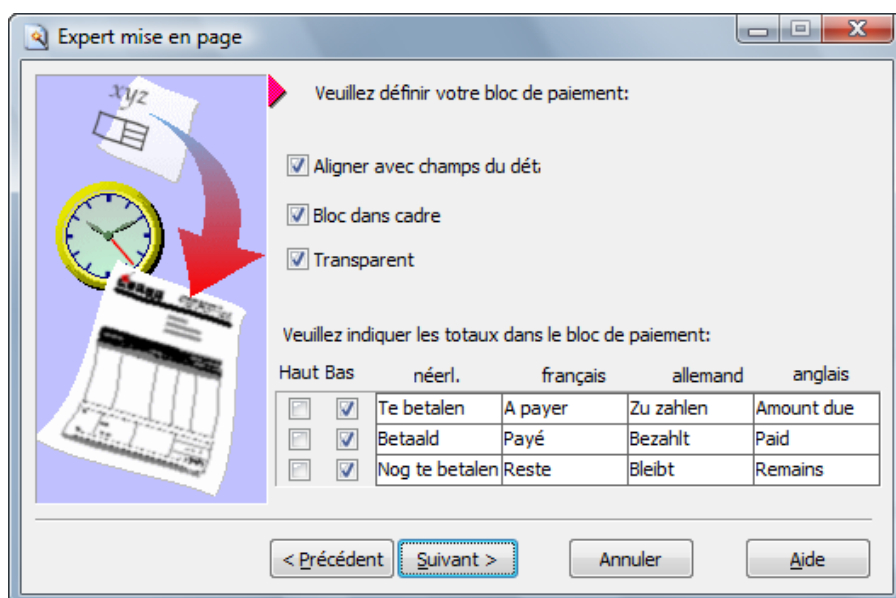 Expert mise en page
xyz
Veuillez définir votre bloc de paiement:
Aligner avec champs du dét
Bloc dans cadre
Transparent
Veuillez indiquer les totaux dans le bloc de paiement:
Haut Bas néerl. français allemand anglais
Te betalen A payer Zu zahlen Amount due
Betaald Payé Bezahlt Paid
Nog te betalen Reste Bleibt Remains
< Précédent Suivant > Annuler Aide